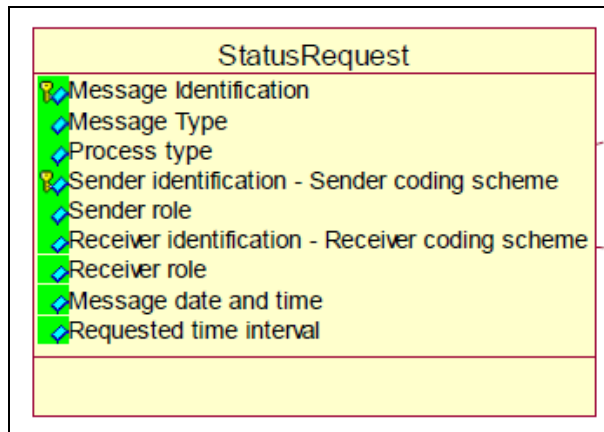 StatusRequest
Message Identification
Message Type
Process type
Sender identification - Sender coding scheme
Sender role
Receiver identification - Receiver coding scheme
Receiver role
Message date and time
Requested time interval